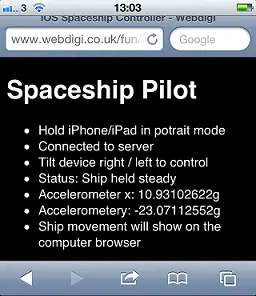 3 13:03
iOS Spaceship Controller - Webdigi
www.webdigi.co.uk/fun/
Google
Spaceship Pilot
Hold iPhone/iPad in potrait mode
Connected to server
Tilt device right / left to control
Status: Ship held steady
Accelerometer x: 10.93102622g
Accelerometery: -23.07112552g
Ship movement will show on the
computer browser